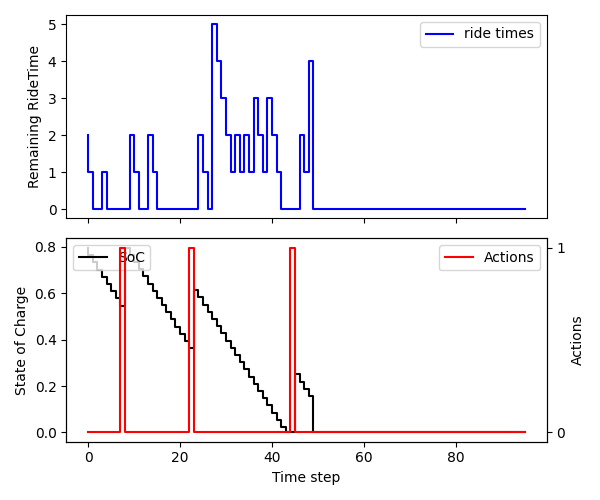 5
4
3
2
1
0
Remaining RideTime
ride times
0.8
0.6
0.4
0.2
0.0
State of Charge
SoC
Actions
1
0
Actions
0
20
40
60
80
Time step